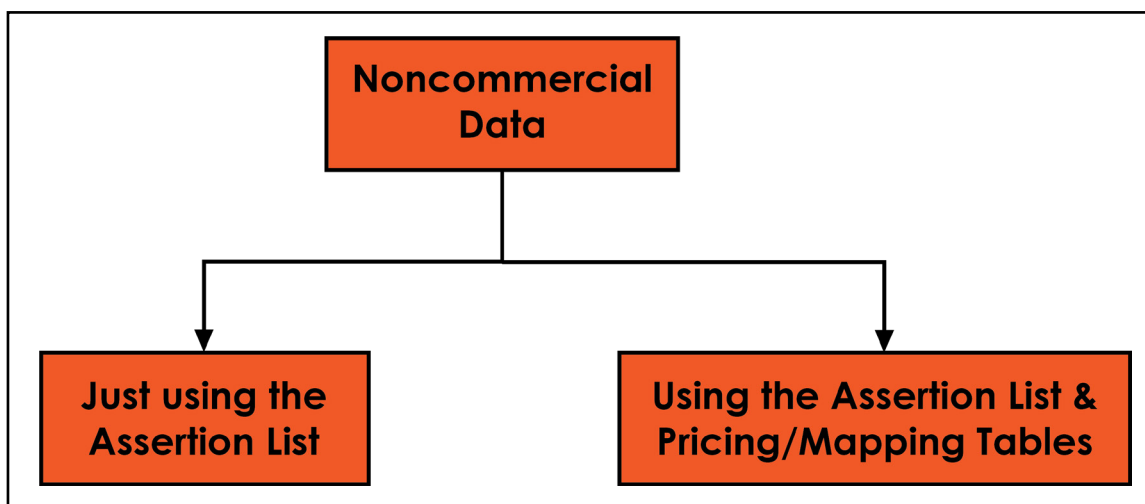 Noncommercial
Data
Just using the
Assertion List
Using the Assertion List &
Pricing/Mapping Tables